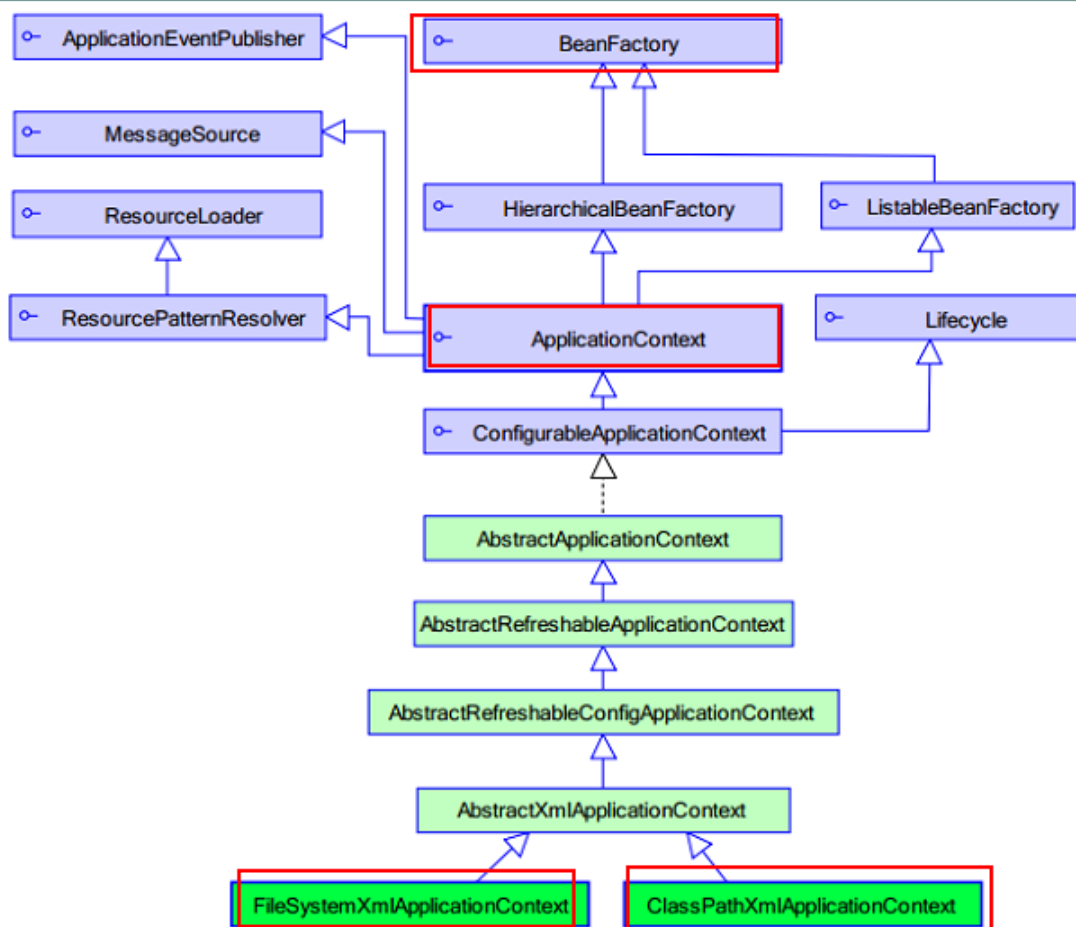 ApplicationEventPublisher
BeanFactory
MessageSource
ResourceLoader
HierarchicalBeanFactory
ListableBeanFactory
ResourcePatternResolver
ApplicationContext
Lifecycle
ConfigurableApplicationContext
AbstractApplicationContext
AbstractRefreshableApplicationContext
AbstractRefreshableConfigApplicationContext
AbstractXmlApplicationContext
FileSystemXmlApplicationContext
ClassPathXmlApplicationContext